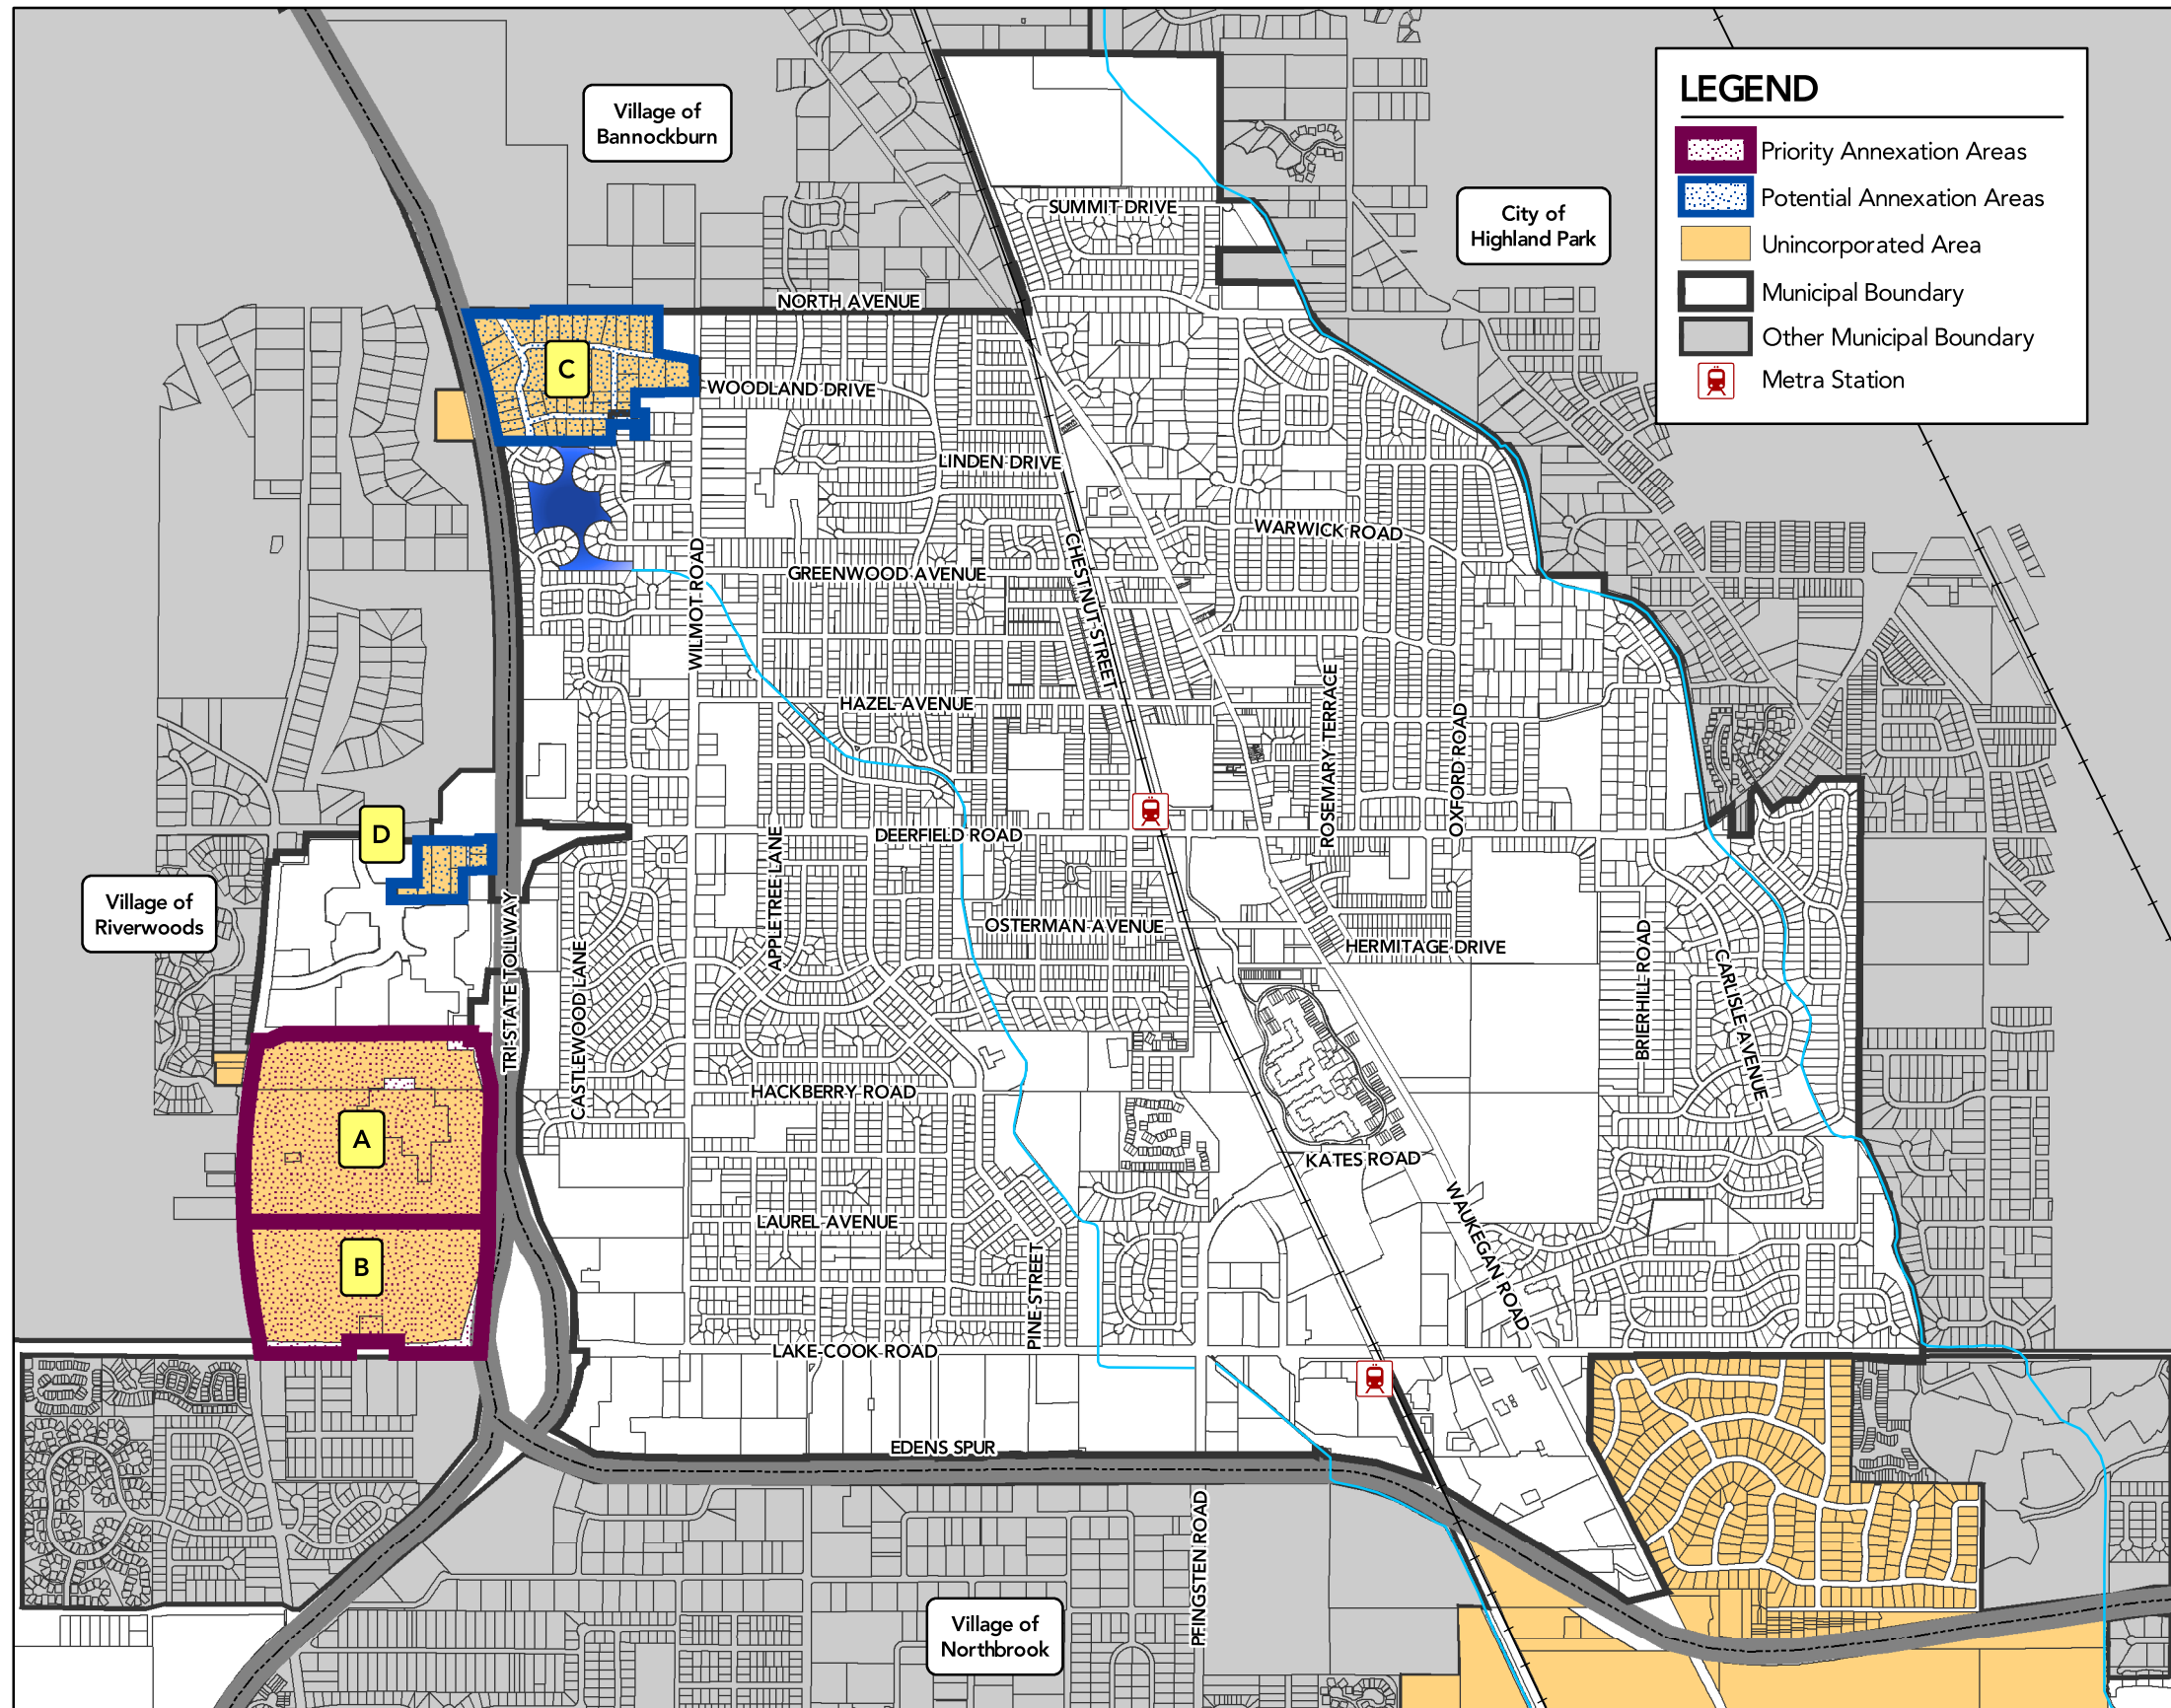 Village of
Bannockburn
LEGEND
Priority Annexation Areas
Potential Annexation Areas
Unincorporated Area
Municipal Boundary
Other Municipal Boundary
Metra Station
City of
Highland Park
SUMMIT DRIVE
NORTH AVENUE
C
WOODLAND DRIVE
LINDEN DRIVE
WARWICK ROAD
CHESTNUT STREET
WILMOT ROAD
GREENWOOD AVENUE
HAZEL AVENUE
ROSEMARY TERRACE
OXFORD ROAD
D
DEERFIELD ROAD
APPLETREE LANE
Village of
Riverwoods
TRI-STATE TOLLWAY
CASTLEWOOD LANE
OSTERMAN AVENUE
HERMITAGE DRIVE
BRIERHILL ROAD
CARLISLE AVENUE
HACKBERRY ROAD
A
KATES ROAD
WAUKEGAN ROAD
LAUREL AVENUE
B
PINE STREET
LAKE-COOK ROAD
EDENS SPUR
PFINGSTEN ROAD
Village of
Northbrook